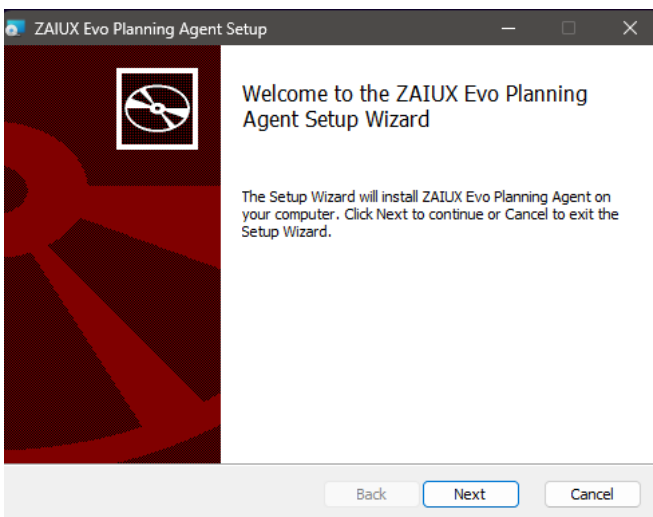 ZAIUX Evo Planning Agent Setup
Welcome to the ZAIUX Evo Planning
Agent Setup Wizard
The Setup Wizard will install ZAIUX Evo Planning Agent on
your computer. Click Next to continue or Cancel to exit the
Setup Wizard.
Back Next Cancel